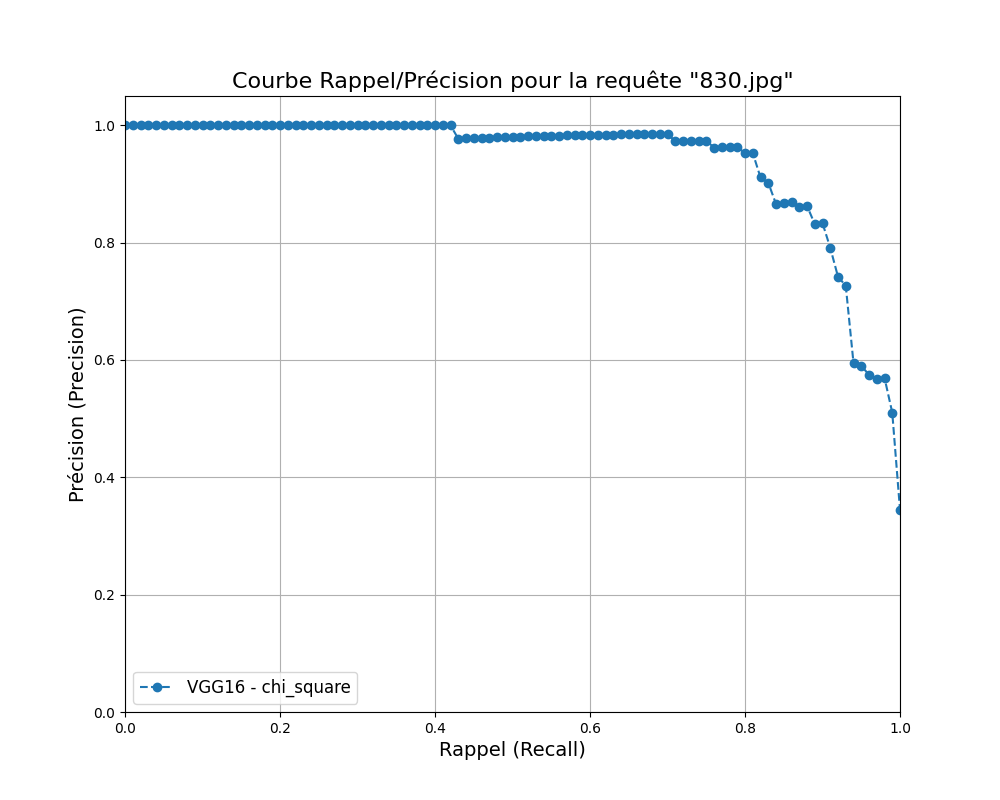 Courbe Rappel/Précision pour la requête "830.jpg"
Précision (Precision)
1.0
0.8
0.6
0.4
0.2
0.0
VGG16 - chi_square
0.0 0.2 0.4 0.6 0.8 1.0
Rappel (Recall)